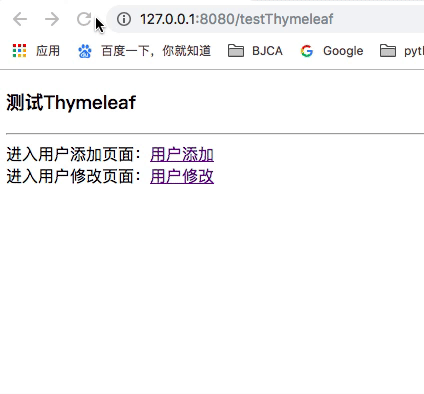 127.0.0.1:8080/testThymeleaf
应用 百度一下，你就知道 BJCA Google pyth
测试Thymeleaf
进入用户添加页面：用户添加
进入用户修改页面：用户修改